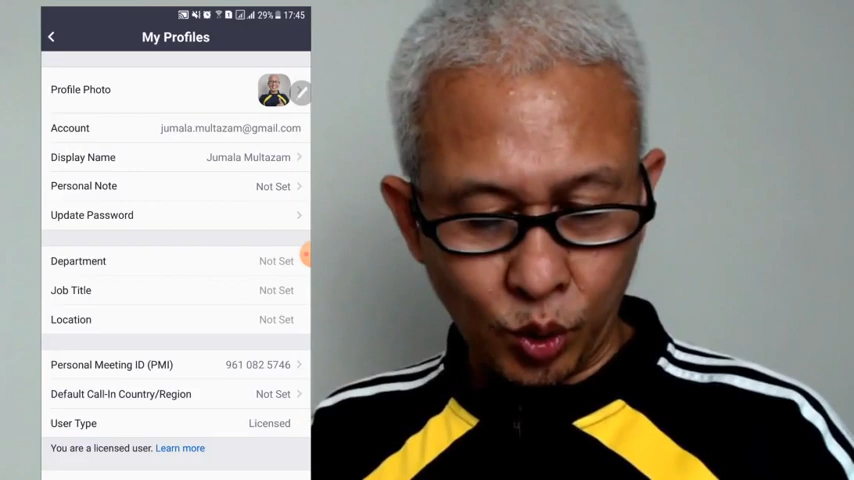 29% 17:45
My Profiles
Profile Photo
Account jumala.multazam@gmail.com
Display Name Jumala Multazam
Personal Note Not Set
Update Password
Department Not Set
Job Title Not Set
Location Not Set
Personal Meeting ID (PMI) 961 082 5746
Default Call-In Country/Region Not Set
User Type Licensed
You are a licensed user. Learn more